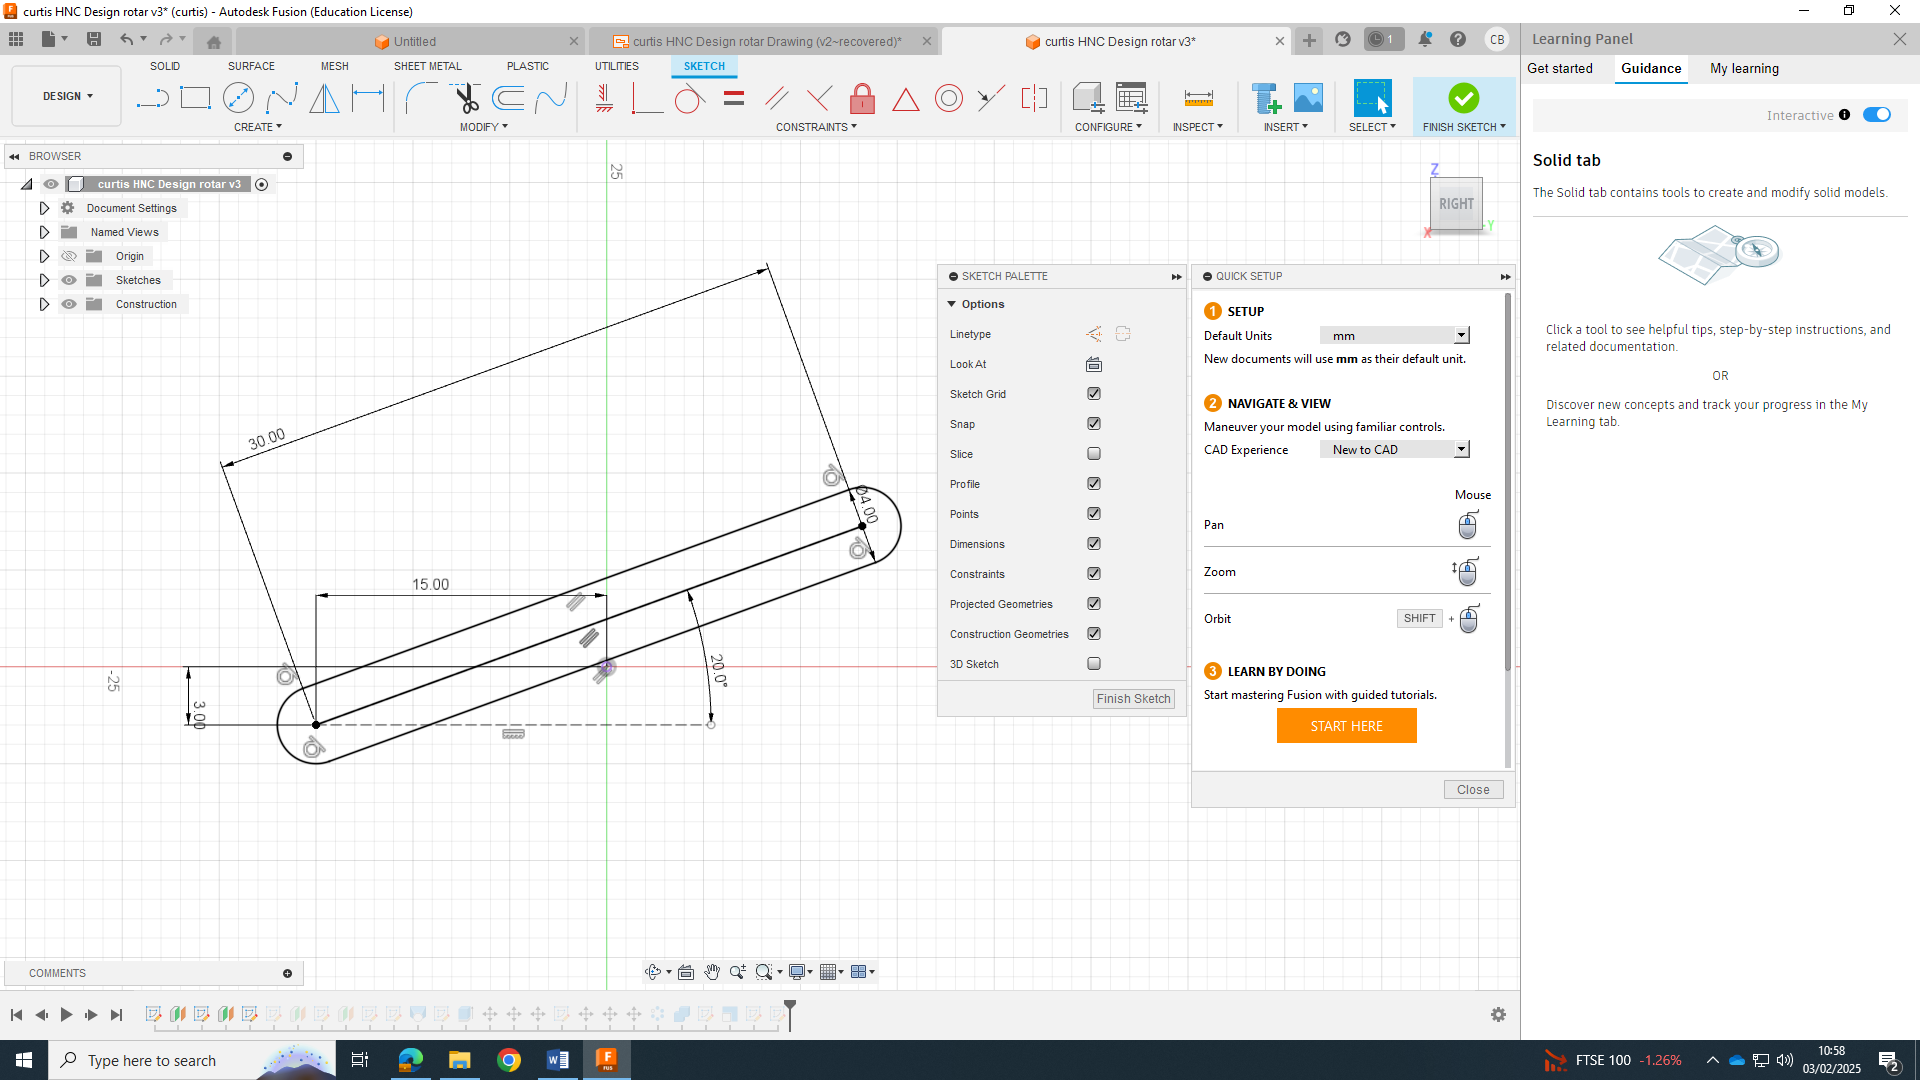 curtis HNC Design rotar v3* (curtis) - Autodesk Fusion (Education License)
Untitled
curtis HNC Design rotar Drawing (v2~recovered)*
curtis HNC Design rotar v3*
1
CB
Learning Panel
DESIGN
SOLID
SURFACE
MESH
SHEET METAL
PLASTIC
UTILITIES
SKETCH
CREATE
MODIFY
CONSTRAINTS
CONFIGURE
INSPECT
INSERT
SELECT
FINISH SKETCH
Get started
Guidance
My learning
Interactive
Solid tab
The Solid tab contains tools to create and modify solid models.
Click a tool to see helpful tips, step-by-step instructions, and
related documentation.
OR
Discover new concepts and track your progress in the My
Learning tab.
BROWSER
curtis HNC Design rotar v3
Document Settings
Named Views
Origin
Sketches
Construction
25
-25
30.00
15.00
Ø4.00
20.0°
3.00
Z
RIGHT
X
Y
SKETCH PALETTE
Options
Linetype
Look At
Sketch Grid
Snap
Slice
Profile
Points
Dimensions
Constraints
Projected Geometries
Construction Geometries
3D Sketch
Finish Sketch
QUICK SETUP
1 SETUP
Default Units mm
New documents will use mm as their default unit.
2 NAVIGATE & VIEW
Maneuver your model using familiar controls.
CAD Experience New to CAD
Mouse
Pan
Zoom
Orbit SHIFT +
3 LEARN BY DOING
Start mastering Fusion with guided tutorials.
START HERE
Close
COMMENTS
Type here to search
FTSE 100 -1.26%
10:58
03/02/2025
2